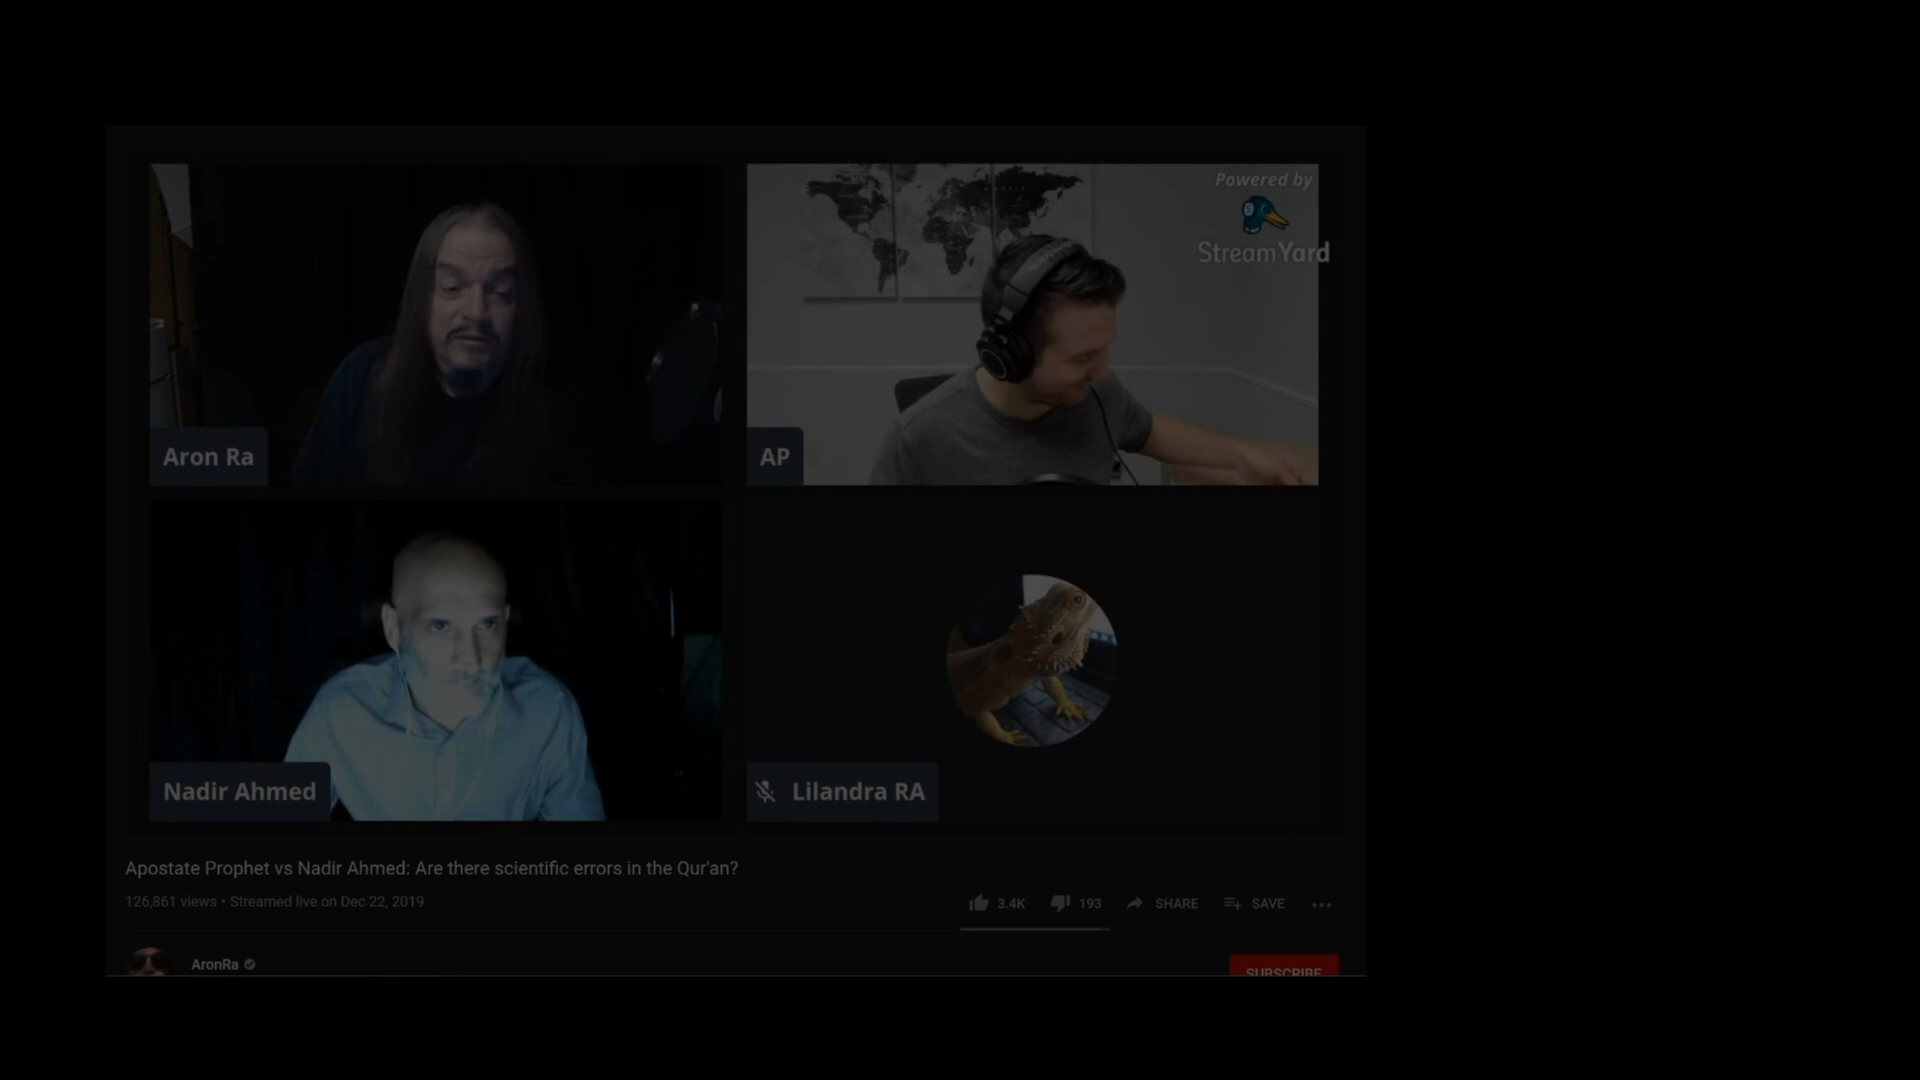 Powered by
StreamYard
Aron Ra
AP
Nadir Ahmed
Lilandra RA
Apostate Prophet vs Nadir Ahmed: Are there scientific errors in the Qur'an?
126,861 views • Streamed live on Dec 22, 2019
3.4K 193 SHARE SAVE
AronRa
SUBSCRIBE